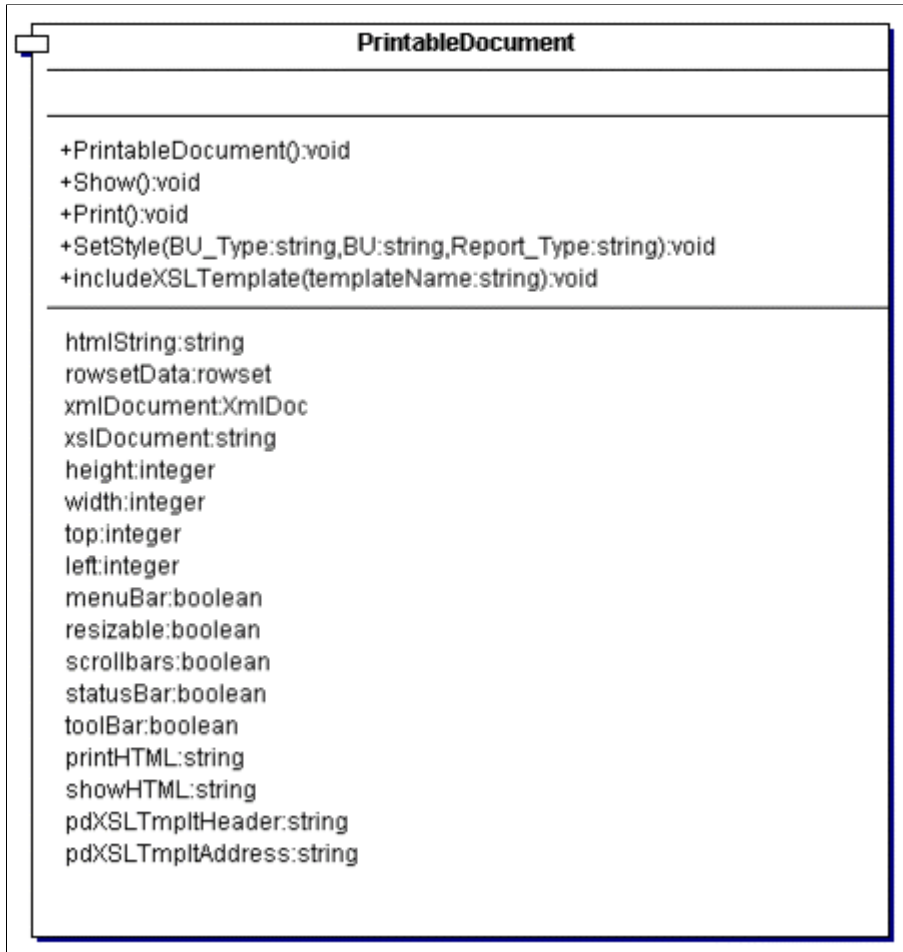 PrintableDocument
+PrintableDocument():void
+Show():void
+Print():void
+SetStyle(BU_Type:string,BU:string,Report_Type:string):void
+includeXSLTemplate(templateName:string):void
htmlString:string
rowsetData:rowset
xmlDocument:XmlDoc
xslDocument:string
height:integer
width:integer
top:integer
left:integer
menuBar:boolean
resizable:boolean
scrollbars:boolean
statusBar:boolean
toolBar:boolean
printHTML:string
showHTML:string
pdXSLTmpltHeader:string
pdXSLTmpltAddress:string